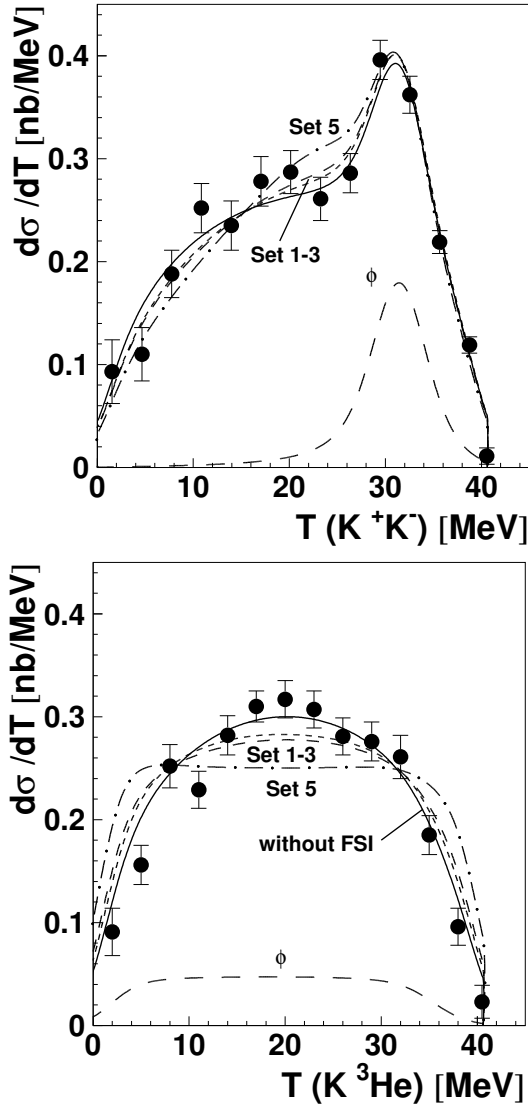 dσ/dT [nb/MeV]
0.4
0.3
0.2
0.1
0
Set 5
Set 1-3
ϕ
0 10 20 30 40
T (K⁺K⁻) [MeV]
dσ/dT [nb/MeV]
0.4
0.3
0.2
0.1
0
Set 1-3
Set 5
without FSI
ϕ
0 10 20 30 40
T (K ³He) [MeV]